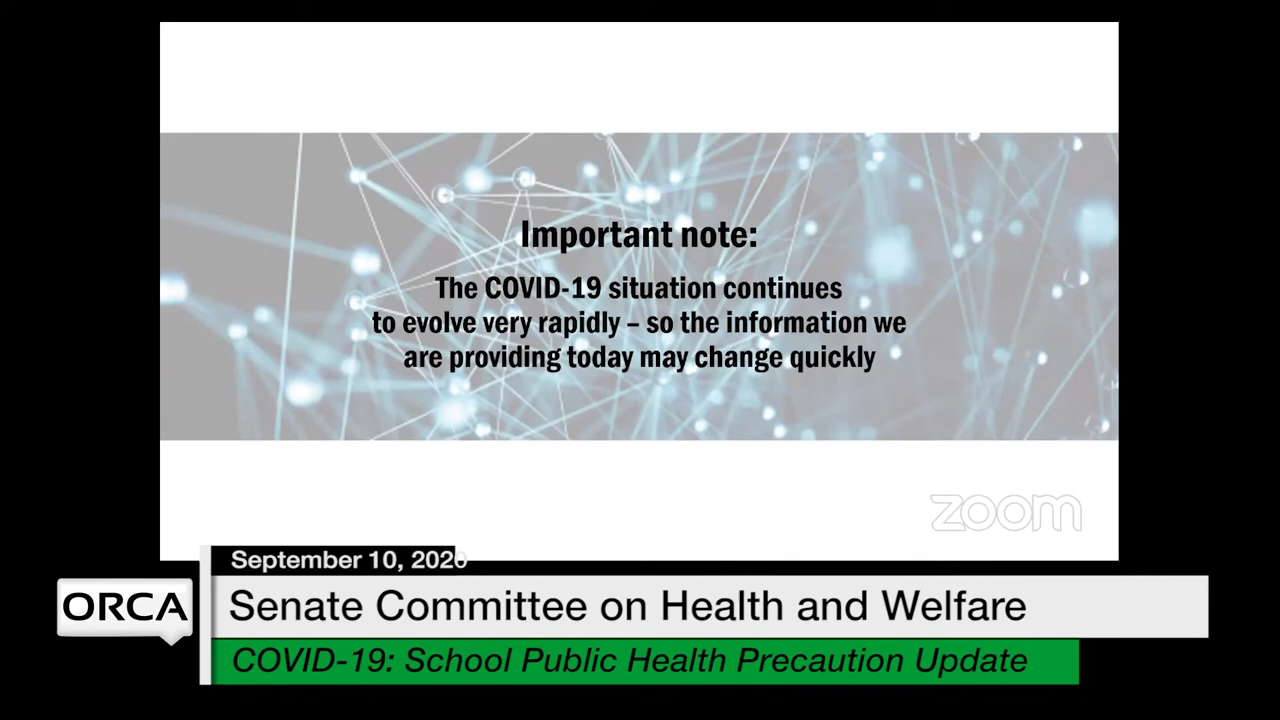 Important note:
The COVID-19 situation continues
to evolve very rapidly – so the information we
are providing today may change quickly
zoom
September 10, 2020
ORCA
Senate Committee on Health and Welfare
COVID-19: School Public Health Precaution Update